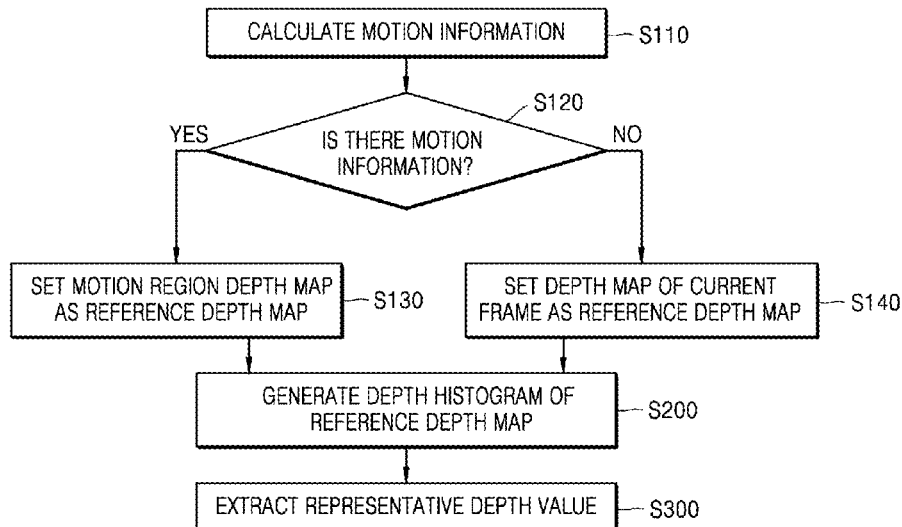 CALCULATE MOTION INFORMATION
S110
S120
YES
IS THERE MOTION
INFORMATION?
NO
SET MOTION REGION DEPTH MAP
AS REFERENCE DEPTH MAP
S130
SET DEPTH MAP OF CURRENT
FRAME AS REFERENCE DEPTH MAP
S140
GENERATE DEPTH HISTOGRAM OF
REFERENCE DEPTH MAP
S200
EXTRACT REPRESENTATIVE DEPTH VALUE
S300